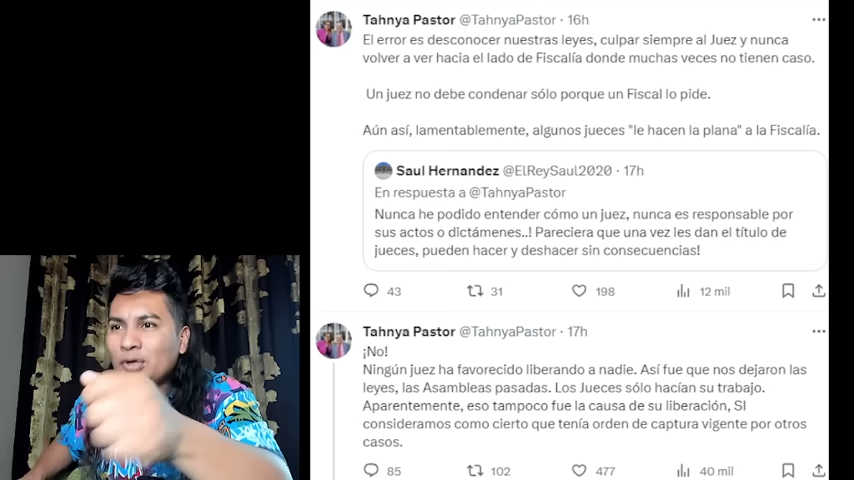 Tahnya Pastor @TahnyaPastor · 16h
El error es desconocer nuestras leyes, culpar siempre al Juez y nunca
volver a ver hacia el lado de Fiscalía donde muchas veces no tienen caso.
Un juez no debe condenar sólo porque un Fiscal lo pide.
Aún así, lamentablemente, algunos jueces "le hacen la plana" a la Fiscalía.
Saul Hernandez @ElReySaul2020 · 17h
En respuesta a @TahnyaPastor
Nunca he podido entender cómo un juez, nunca es responsable por
sus actos o dictámenes..! Pareciera que una vez les dan el título de
jueces, pueden hacer y deshacer sin consecuencias!
43 31 198 12 mil
Tahnya Pastor @TahnyaPastor · 17h
¡No!
Ningún juez ha favorecido liberando a nadie. Así fue que nos dejaron las
leyes, las Asambleas pasadas. Los Jueces sólo hacían su trabajo.
Aparentemente, eso tampoco fue la causa de su liberación, SI
consideramos como cierto que tenía orden de captura vigente por otros
casos.
85 102 477 40 mil